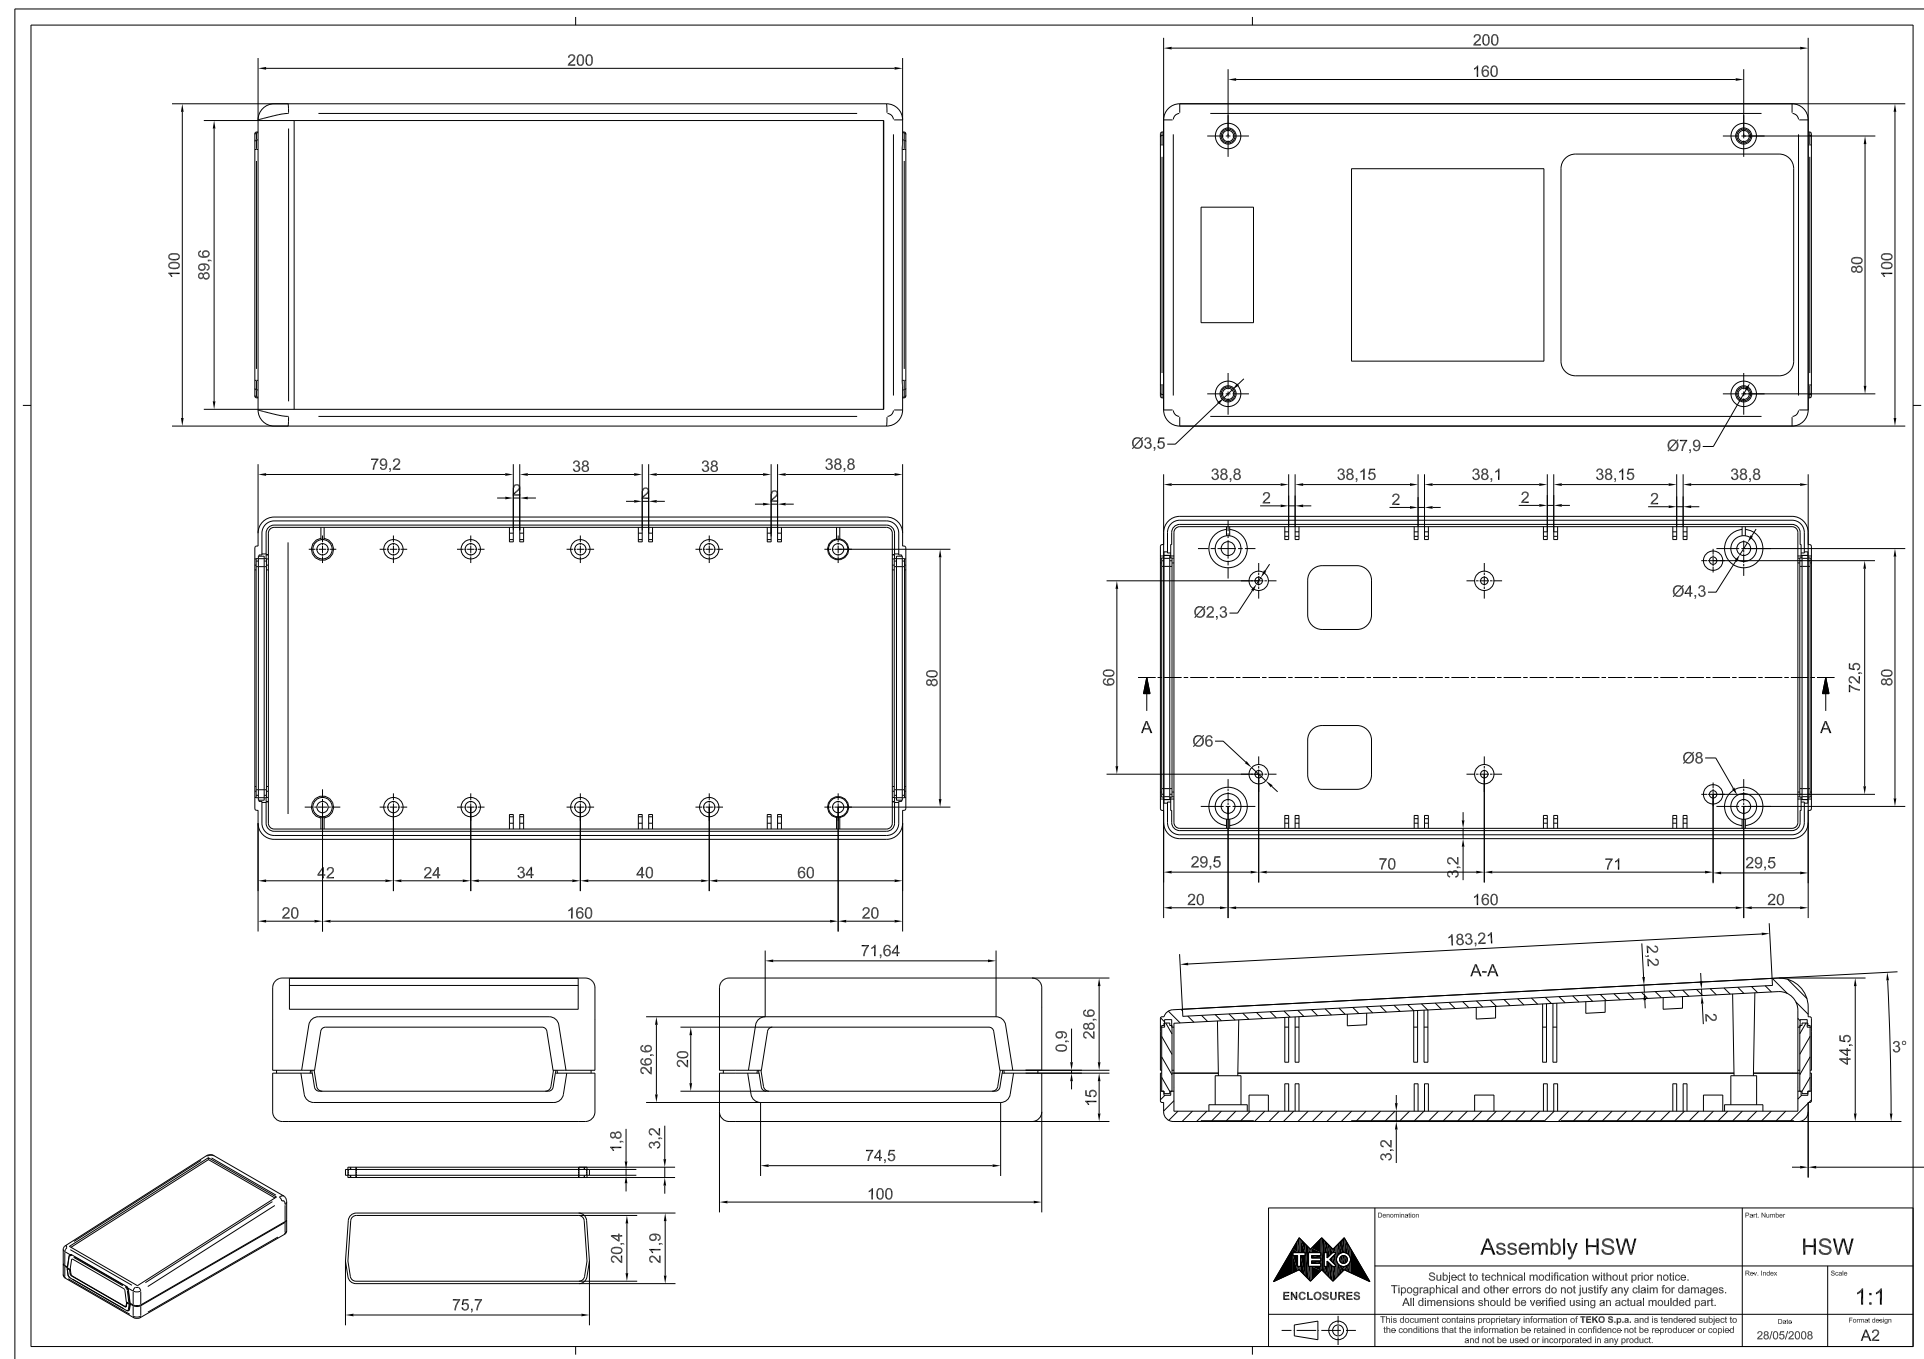 200
100
89,6
200
160
80
100
Ø3,5
Ø7,9
79,2
38
38
38,8
2
2
2
80
42
24
34
40
60
20
160
20
38,8
38,15
38,1
38,15
38,8
2
2
2
2
Ø2,3
Ø4,3
60
72,5
80
A
A
Ø6
Ø8
29,5
70
3,2
71
29,5
20
160
20
71,64
26,6
20
0,9
28,6
15
74,5
100
183,21
2,2
A-A
2
44,5
3°
3,2
1,8
3,2
20,4
21,9
75,7
TEKO
ENCLOSURES
Denomination
Assembly HSW
Part. Number
HSW
Subject to technical modification without prior notice.
Tipographical and other errors do not justify any claim for damages.
All dimensions should be verified using an actual moulded part.
Rev. Index
Scale
1:1
This document contains proprietary information of TEKO S.p.a. and is tendered subject to
the conditions that the information be retained in confidence not be reproducer or copied
and not be used or incorporated in any product.
Date
28/05/2008
Format design
A2